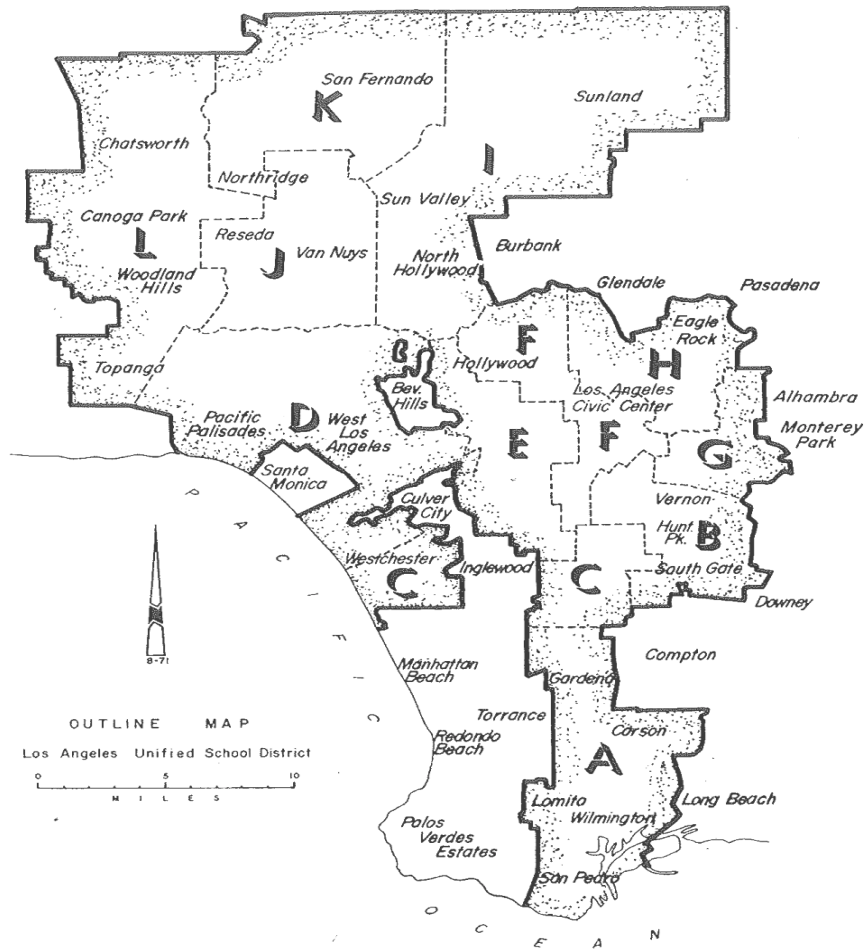 San Fernando
K
Sunland
Chatsworth
I
Northridge
Sun Valley
Canoga Park
L
Reseda
J
Van Nuys
North
Hollywood
Burbank
Woodland
Hills
Glendale
Pasadena
Eagle
Rock
F
Hollywood
H
Topanga
Bev.
Hills
Los Angeles
Civic Center
Alhambra
Pacific
Palisades
D
West
Los
Angeles
E
F
G
Monterey
Park
Santa
Monica
Culver
City
Vernon
Hunt.
Pk.
B
Westchester
C
Inglewood
C
South Gate
Downey
PACIFIC
8-71
Manhattan
Beach
Gardena
Compton
OUTLINE MAP
Los Angeles Unified School District
0 5 10
MILES
Torrance
Redondo
Beach
Carson
A
Lomita
Wilmington
Long Beach
Palos
Verdes
Estates
San Pedro
OCEAN